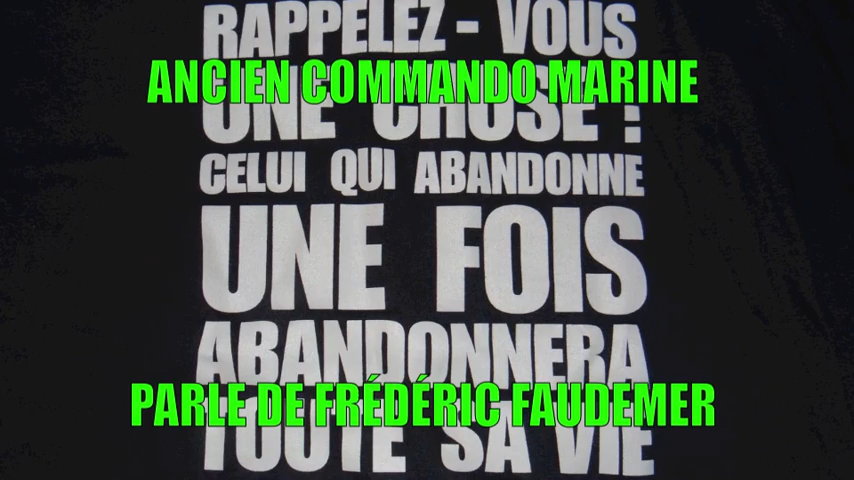 RAPPELEZ - VOUS
ANCIEN COMMANDO MARINE
UNE CHOSE :
CELUI QUI ABANDONNE
UNE FOIS
ABANDONNERA
PARLE DE FRÉDÉRIC FAUDEMER
TOUTE SA VIE